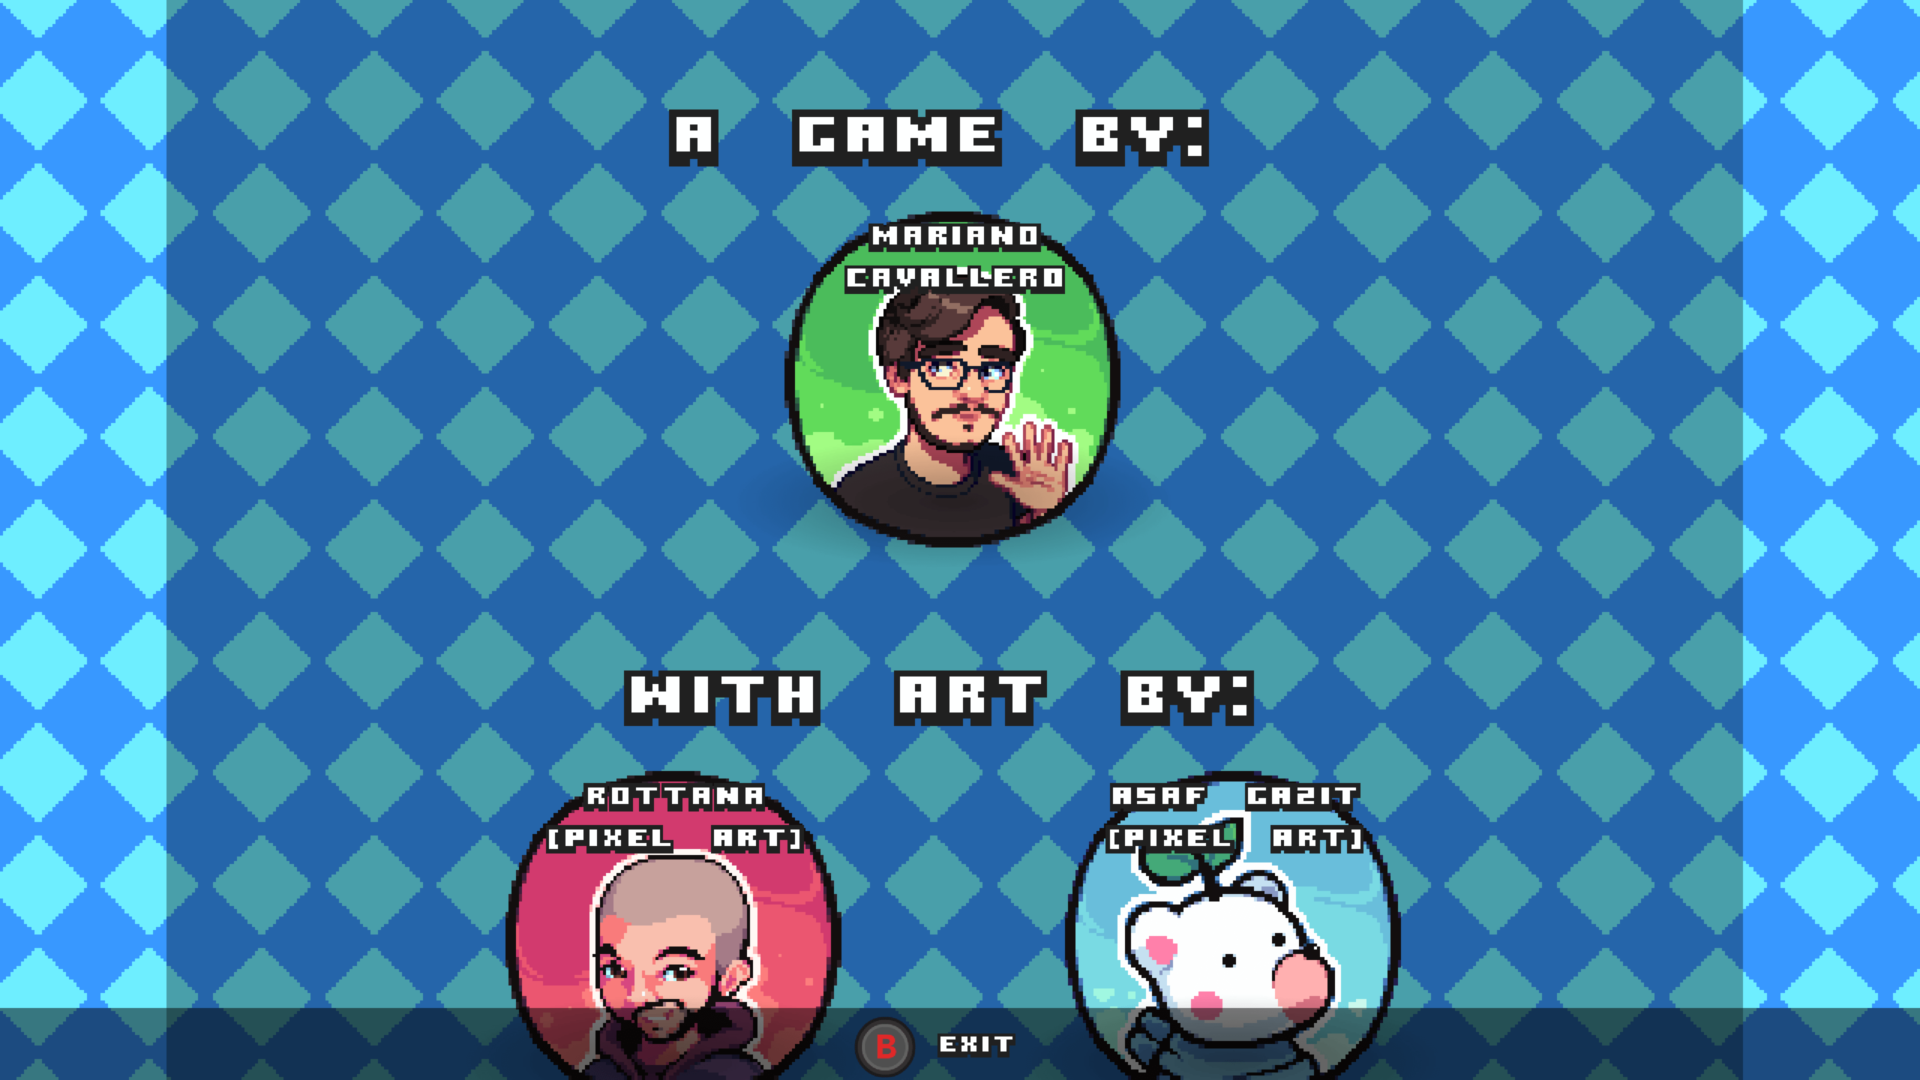 A GAME BY:
MARIANO
CAVALLERO
WITH ART BY:
ROTTANA
[PIXEL ART]
ASAF GAZIT
[PIXEL ART]
B EXIT